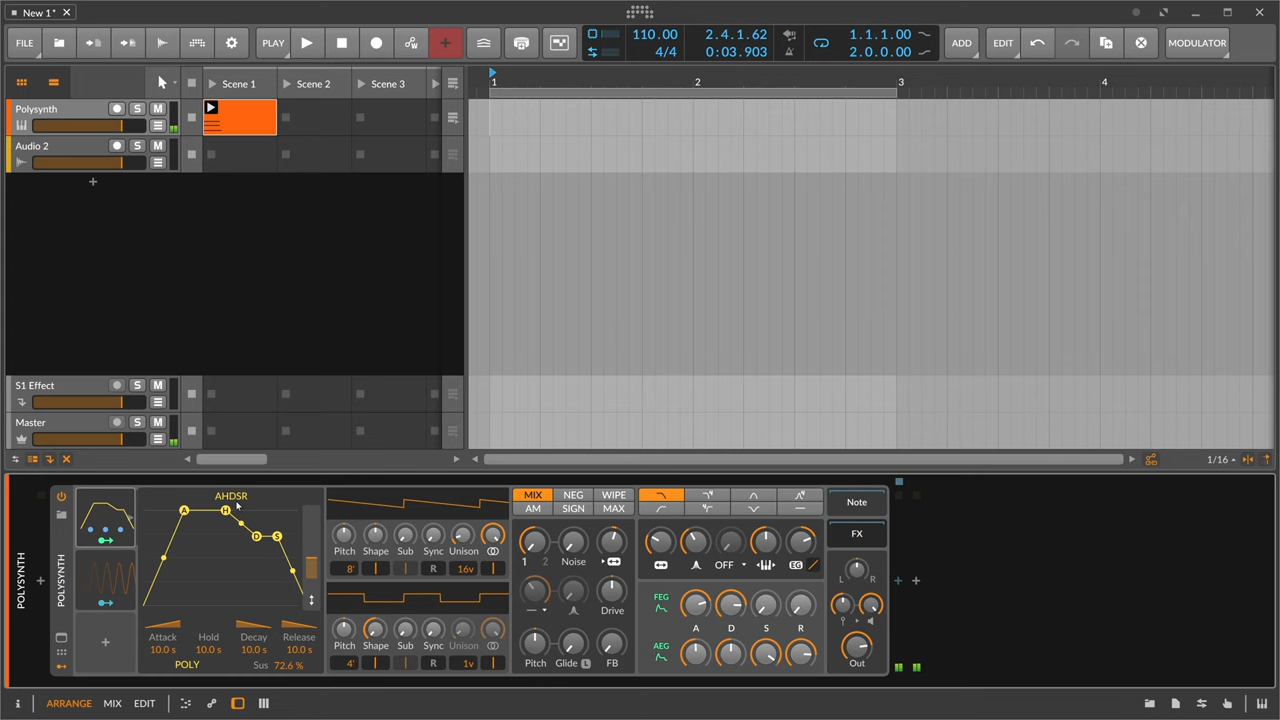 New 1*
FILE
PLAY
110.00
4/4
2.4.1.62
0:03.903
1.1.1.00
2.0.0.00
ADD
EDIT
MODULATOR
Scene 1
Scene 2
Scene 3
1
2
3
4
Polysynth
S
M
Audio 2
S
M
+
S1 Effect
S
M
Master
S
M
1/16
POLYSYNTH
POLYSYNTH
AHDSR
A
H
D
S
Attack
Hold
Decay
Release
10.0 s
10.0 s
10.0 s
10.0 s
POLY
Sus
72.6 %
Pitch
Shape
Sub
Sync
Unison
8'
R
16v
Pitch
Shape
Sub
Sync
Unison
4'
R
1v
MIX
NEG
WIPE
AM
SIGN
MAX
1
2
Noise
Drive
Pitch
Glide
L
FB
OFF
EG
FEG
A
D
S
R
AEG
Note
FX
L
R
Out
ARRANGE
MIX
EDIT